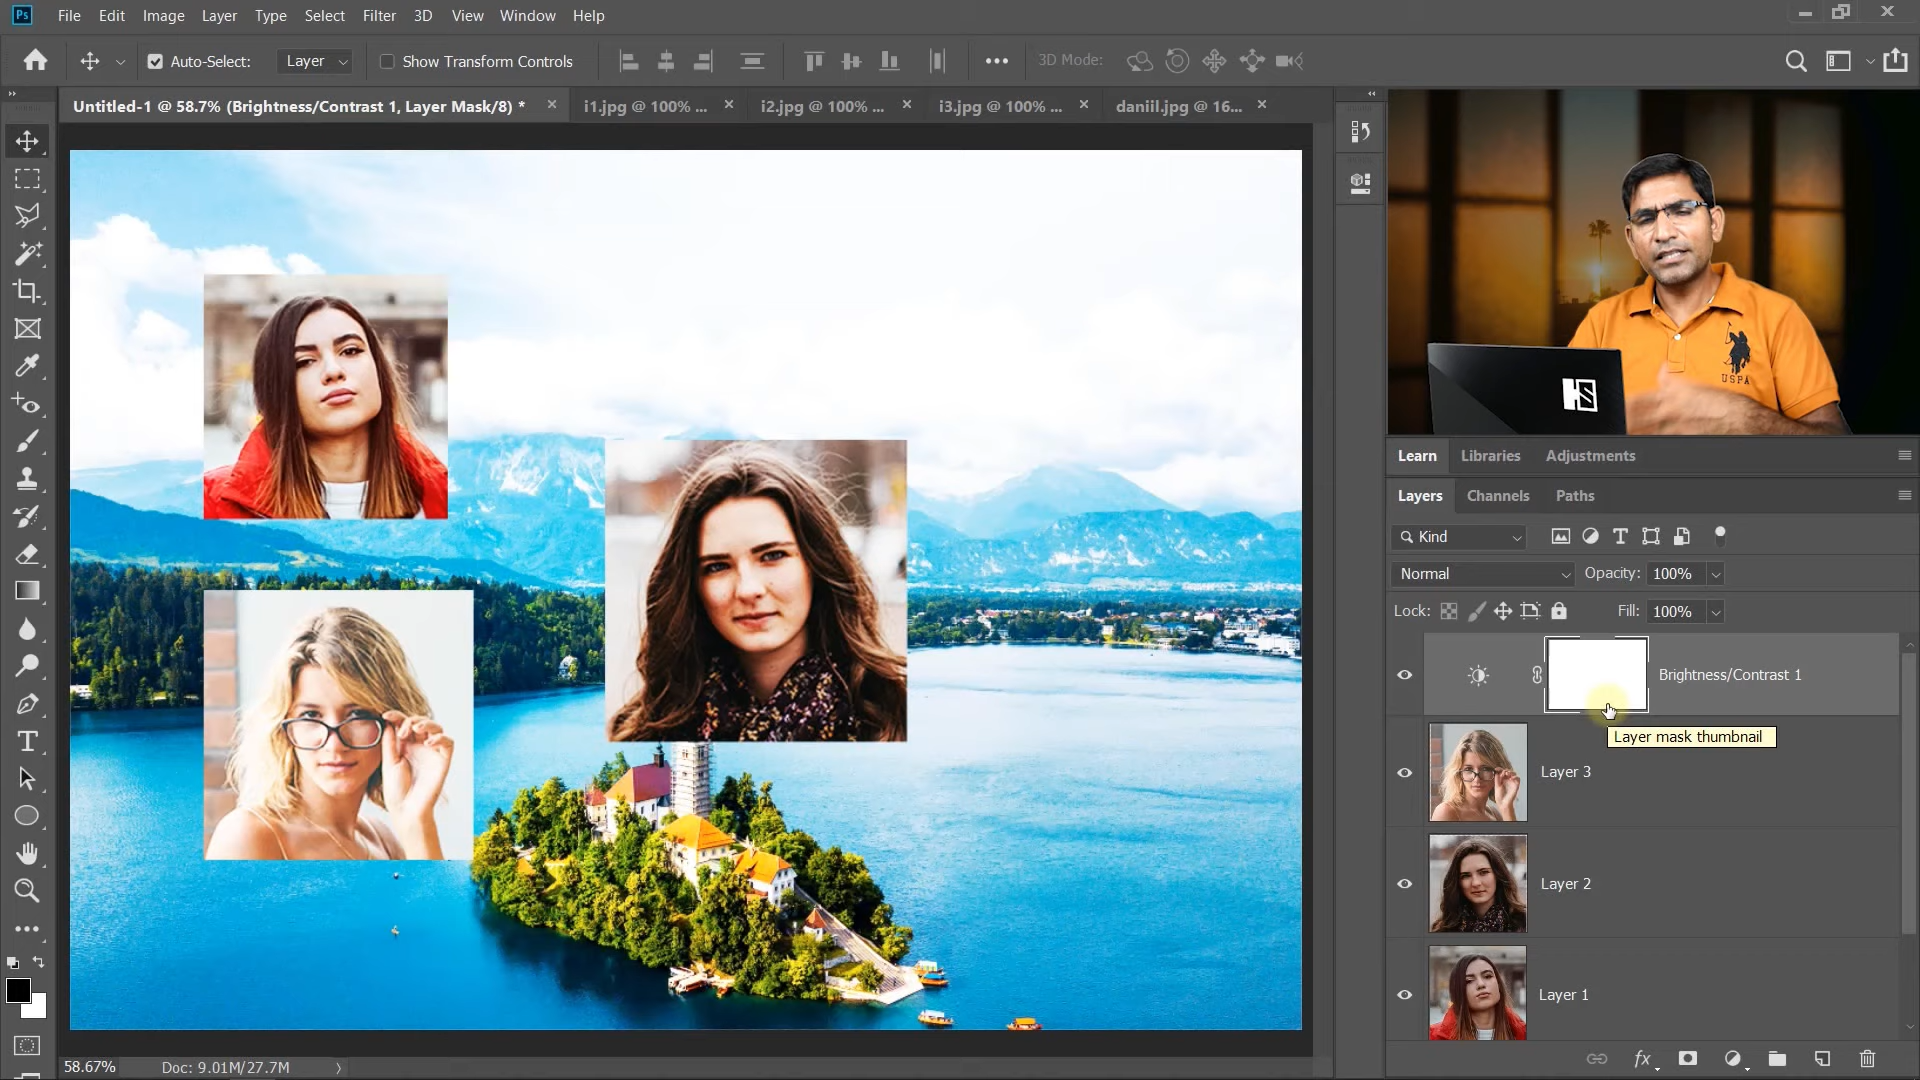 Ps File Edit Image Layer Type Select Filter 3D View Window Help
Auto-Select: Layer Show Transform Controls 3D Mode:
Untitled-1 @ 58.7% (Brightness/Contrast 1, Layer Mask/8) * i1.jpg @ 100% ... i2.jpg @ 100% ... i3.jpg @ 100% ... daniil.jpg @ 16...
USPA
Learn Libraries Adjustments
Layers Channels Paths
Kind
Normal Opacity: 100%
Lock: Fill: 100%
Brightness/Contrast 1
Layer mask thumbnail
Layer 3
Layer 2
Layer 1
fx
58.67% Doc: 9.01M/27.7M